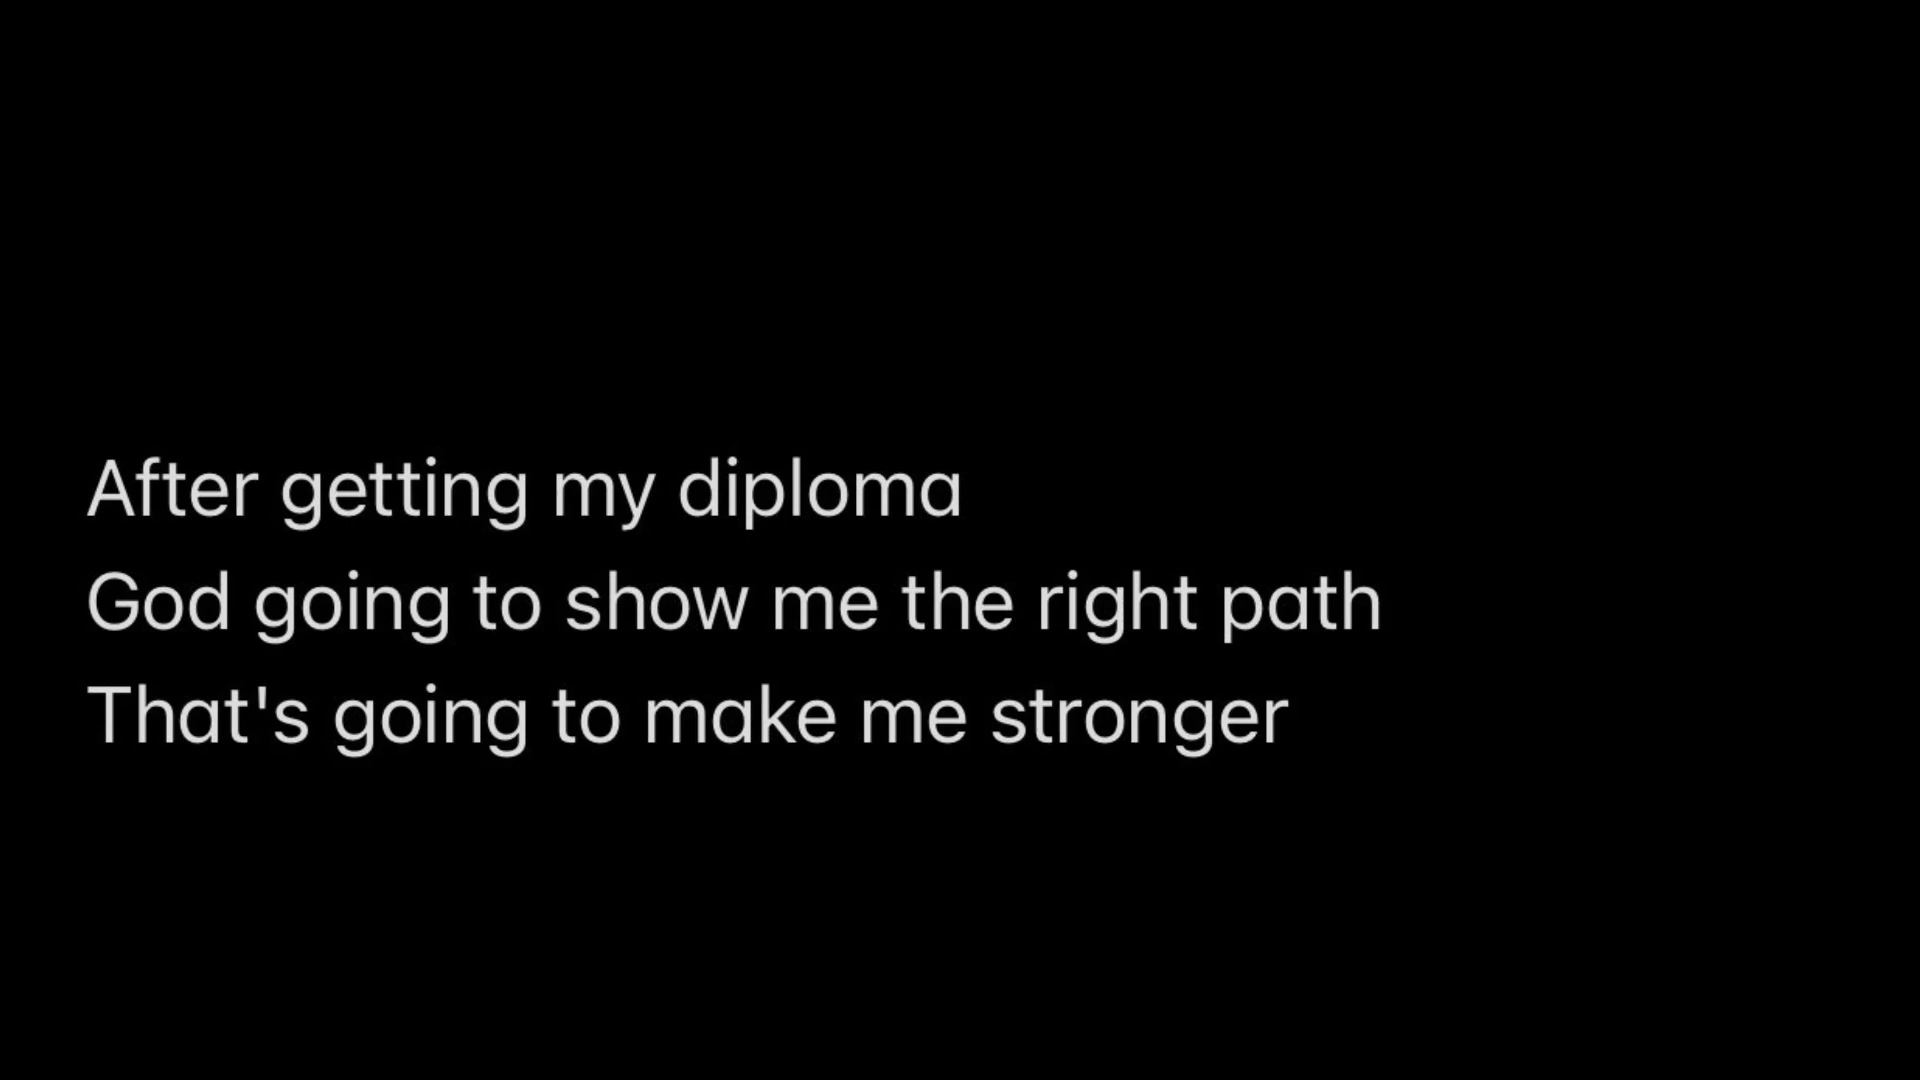 After getting my diploma
God going to show me the right path
That's going to make me stronger